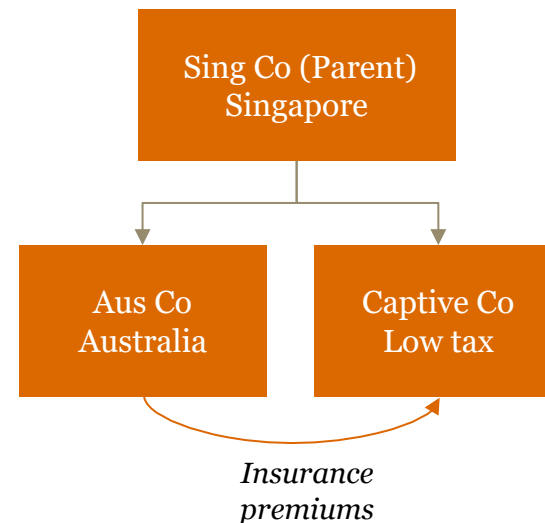 Sing Co (Parent)
Singapore
Aus Co
Australia
Captive Co
Low tax
Insurance
premiums